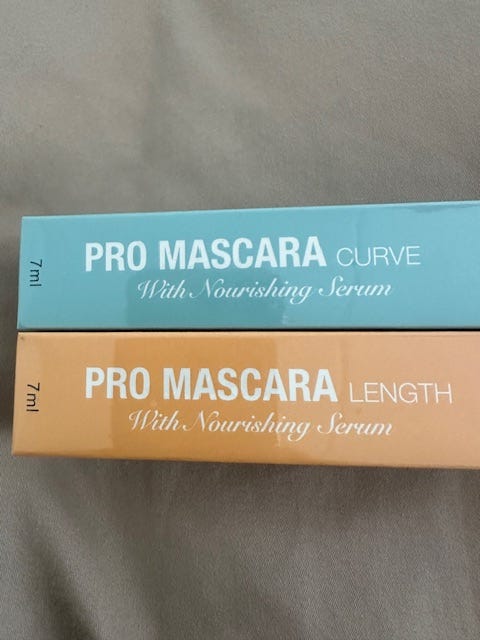 PRO MASCARA CURVE
With Nourishing Serum
7ml
PRO MASCARA LENGTH
With Nourishing Serum
7ml